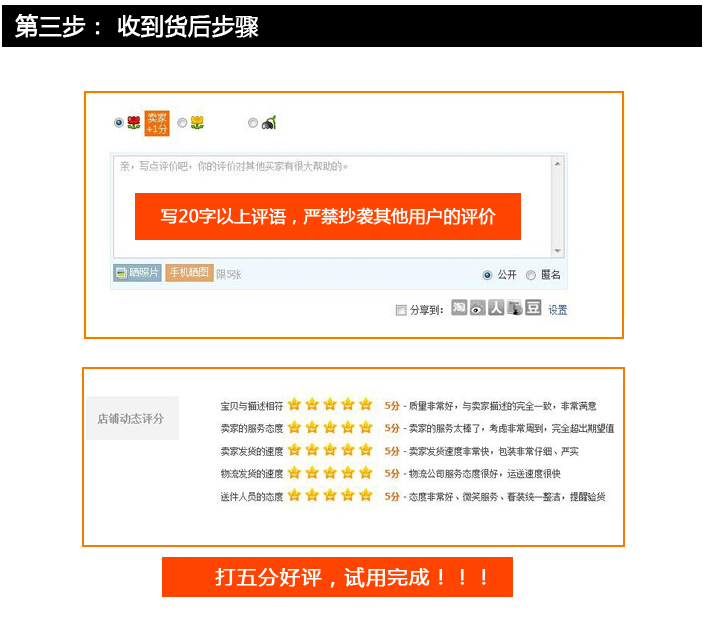 第三步： 收到货后步骤
卖家
+1分
亲，写点评价吧，你的评价对其他买家有很大帮助的。
写20字以上评语，严禁抄袭其他用户的评价
晒照片 手机晒图 限5张 公开 匿名
分享到： 淘 人 豆 设置
店铺动态评分
宝贝与描述相符 5分 - 质量非常好，与卖家描述的完全一致，非常满意
卖家的服务态度 5分 - 卖家的服务太棒了，考虑非常周到，完全超出期望值
卖家发货的速度 5分 - 卖家发货速度非常快，包装非常仔细、严实
物流发货的速度 5分 - 物流公司服务态度很好，运送速度很快
送件人员的态度 5分 - 态度非常好、微笑服务、着装统一整洁，提醒验货
打五分好评，试用完成！！！